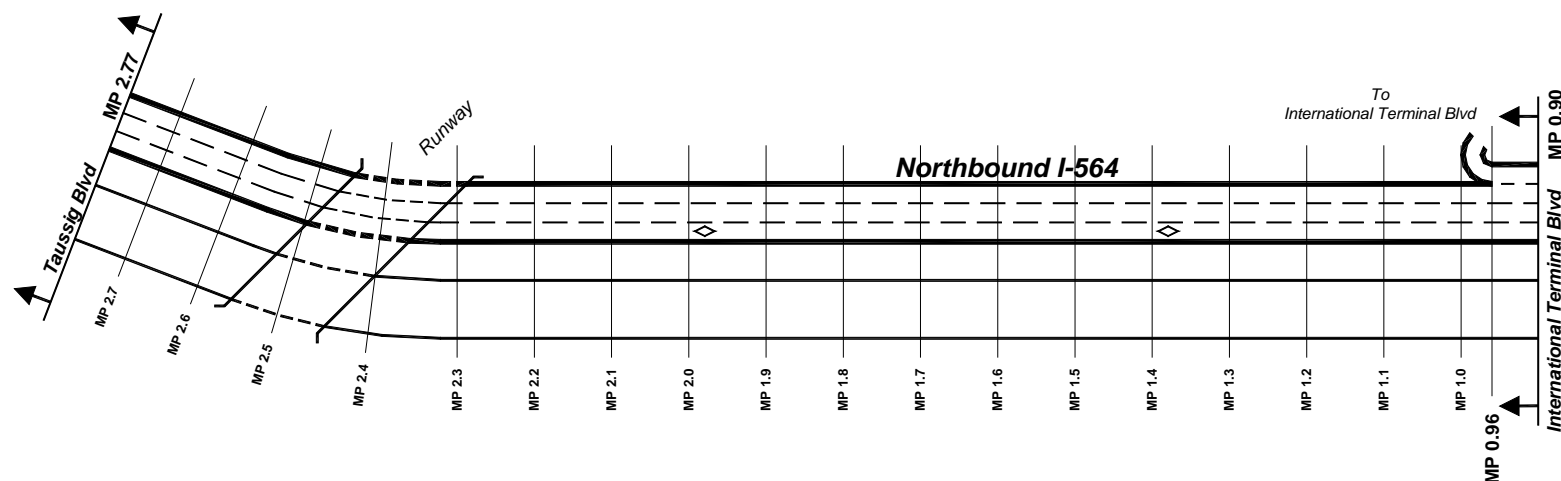 MP 2.77
Taussig Blvd
Runway
To
International Terminal Blvd
MP 0.90
Northbound I-564
International Terminal Blvd
MP 2.7
MP 2.6
MP 2.5
MP 2.4
MP 2.3
MP 2.2
MP 2.1
MP 2.0
MP 1.9
MP 1.8
MP 1.7
MP 1.6
MP 1.5
MP 1.4
MP 1.3
MP 1.2
MP 1.1
MP 1.0
MP 0.96